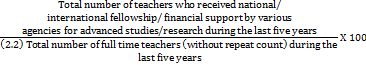 Total number of teachers who received national/
international fellowship/ financial support by various
agencies for advanced studies/research during the last five years
X 100
(2.2) Total number of full time teachers (without repeat count) during the
last five years